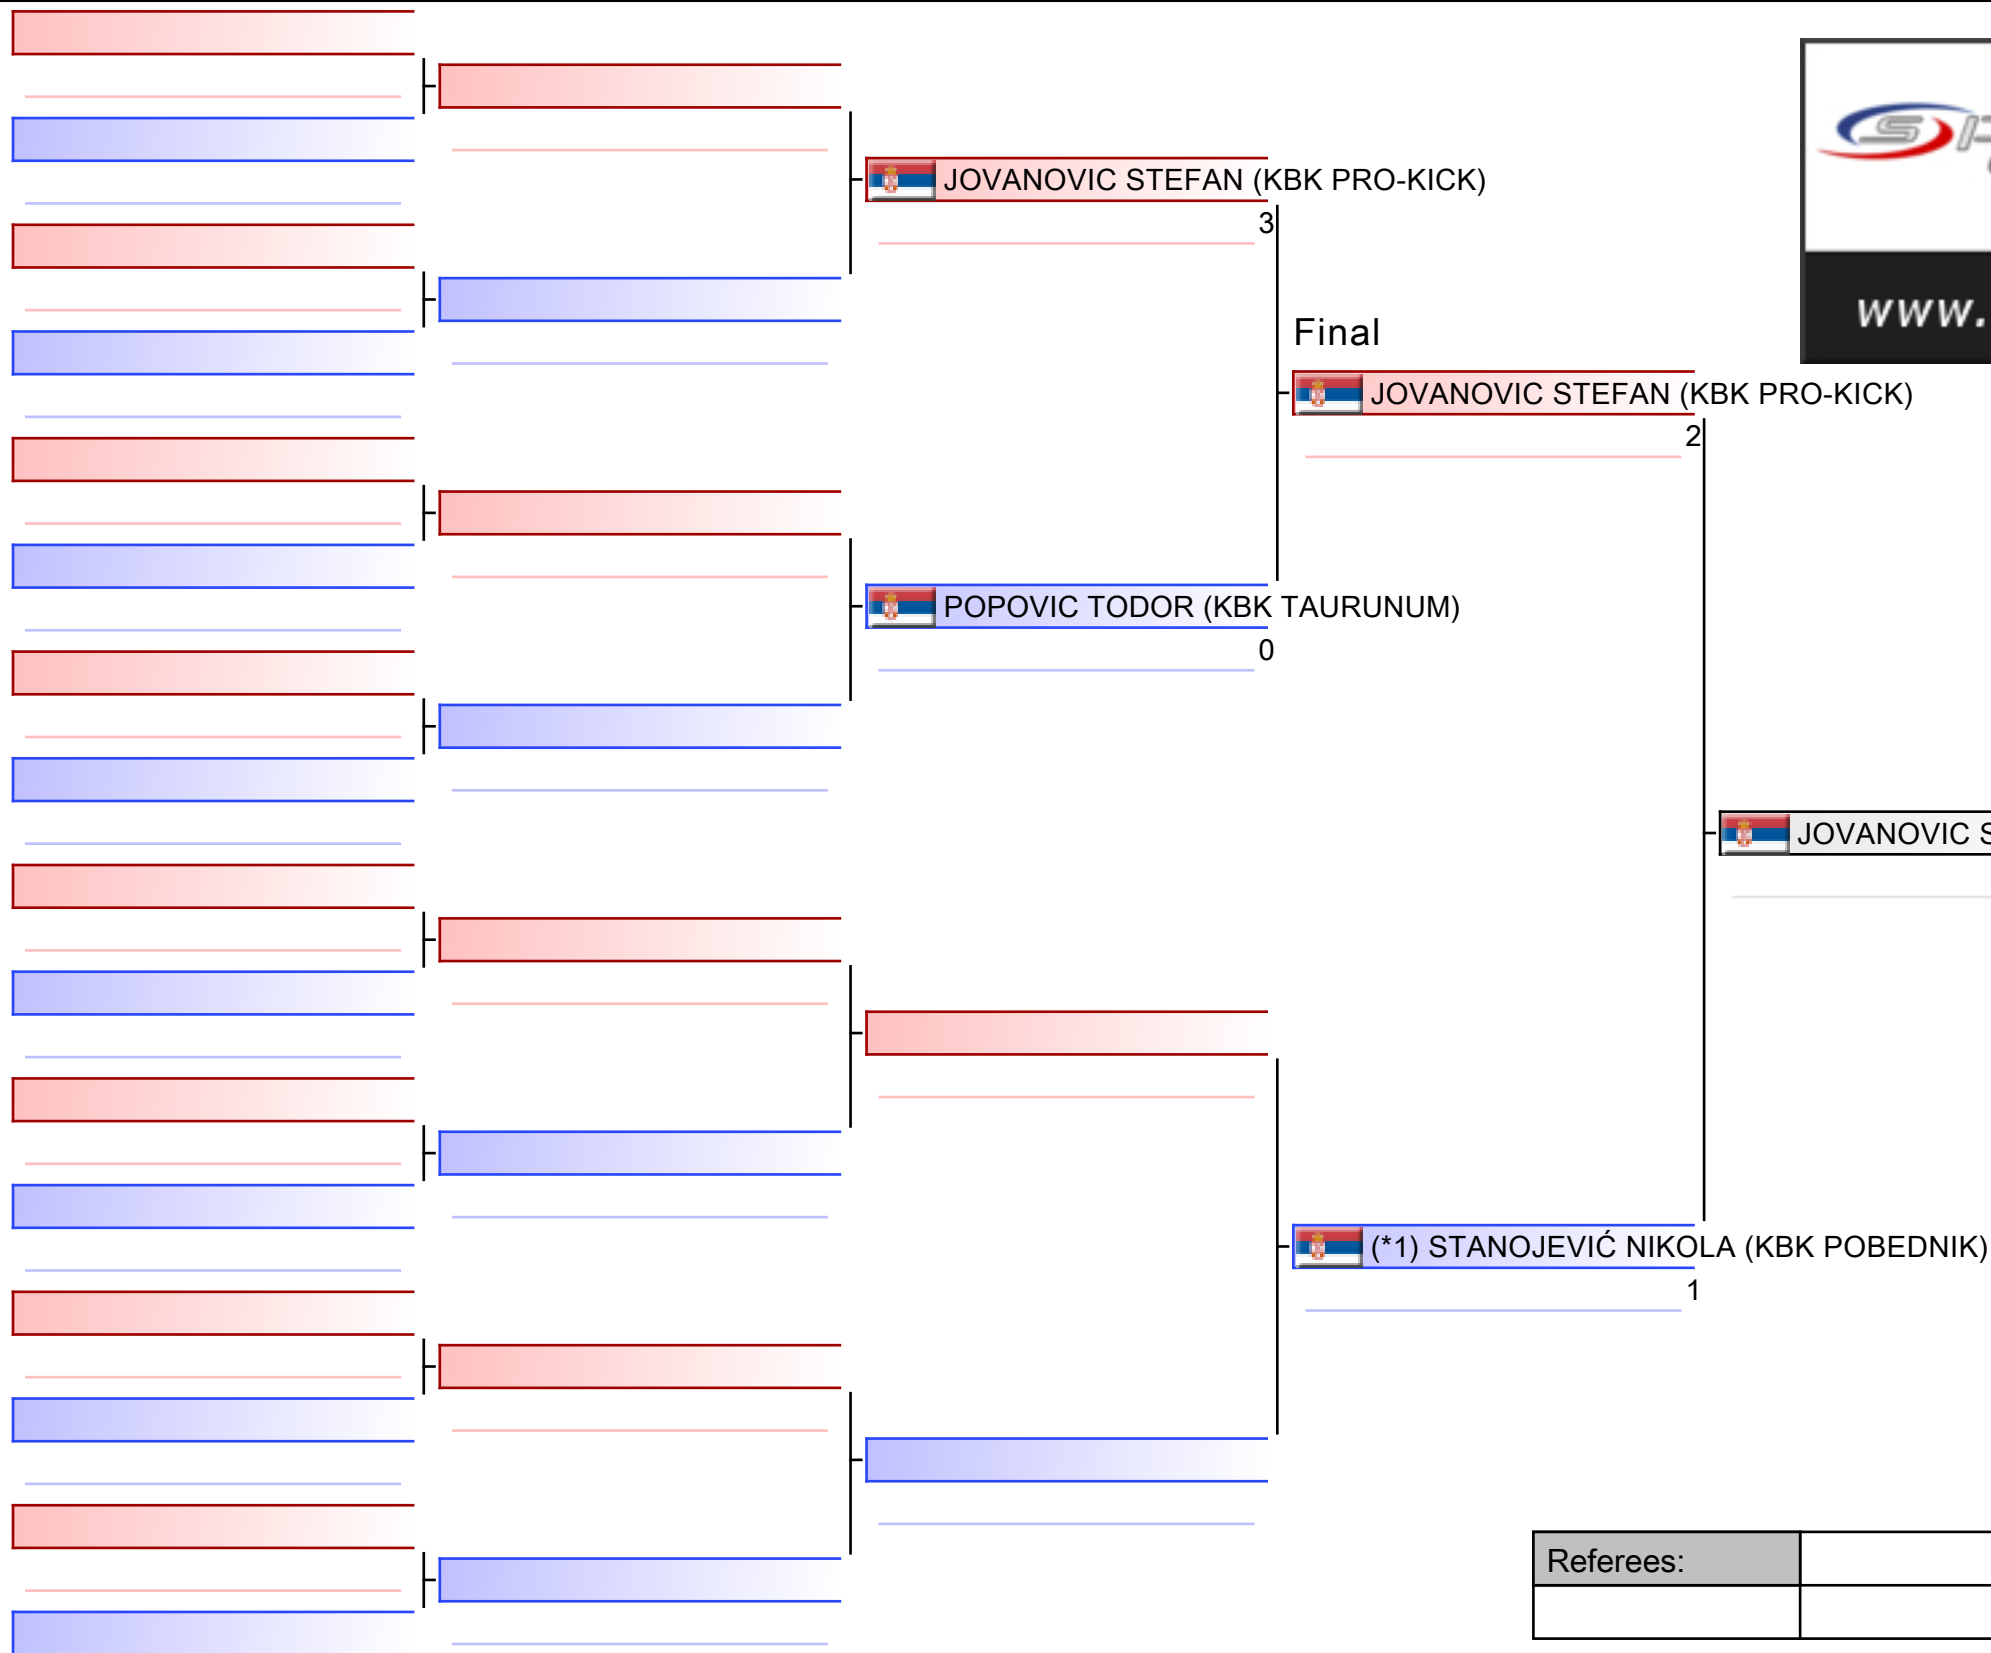 JOVANOVIC STEFAN (KBK PRO-KICK)
3
Final
JOVANOVIC STEFAN (KBK PRO-KICK)
2
POPOVIC TODOR (KBK TAURUNUM)
0
JOVANOVIC S
(*1) STANOJEVIĆ NIKOLA (KBK POBEDNIK)
1
Referees:
www.